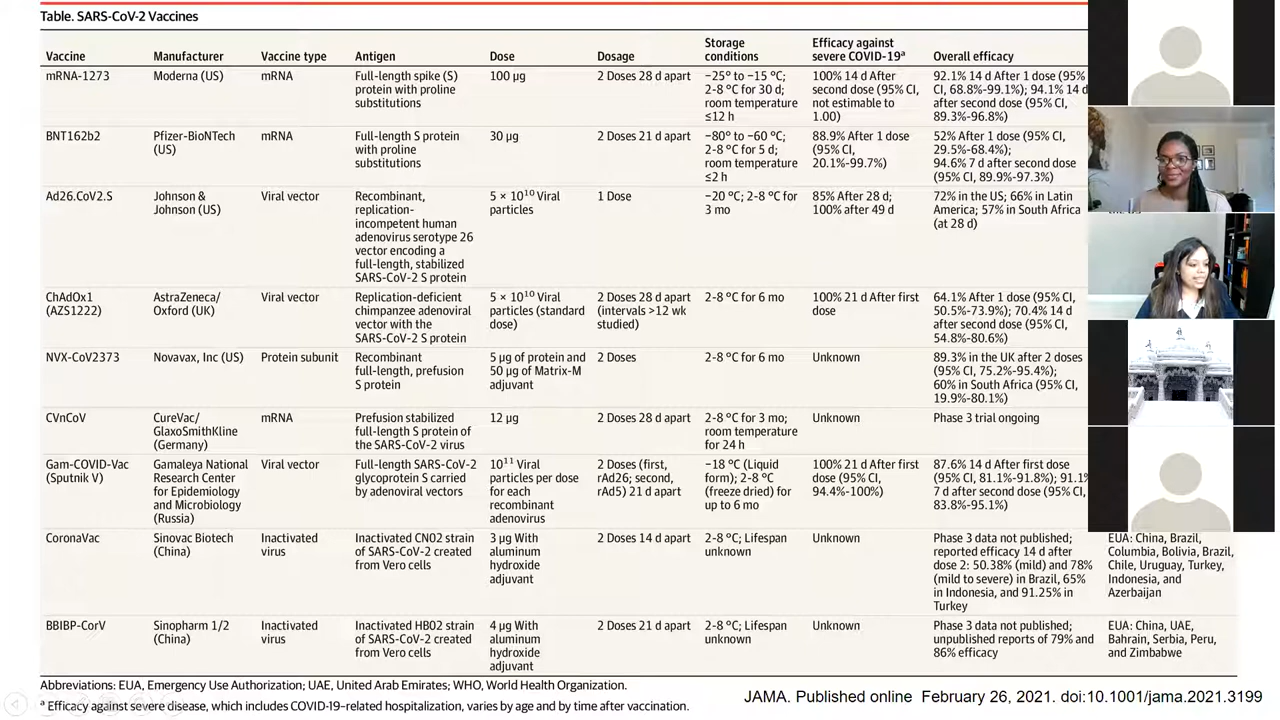 Table. SARS-CoV-2 Vaccines
Vaccine
Manufacturer
Vaccine type
Antigen
Dose
Dosage
Storage
conditions
Efficacy against
severe COVID-19ᵃ
Overall efficacy
mRNA-1273
Moderna (US)
mRNA
Full-length spike (S)
protein with proline
substitutions
100 μg
2 Doses 28 d apart
−25° to −15 °C;
2-8 °C for 30 d;
room temperature
≤12 h
100% 14 d After
second dose (95% CI,
not estimable to
1.00)
92.1% 14 d After 1 dose (95%
CI, 68.8%-99.1%); 94.1% 14 d
after second dose (95% CI,
89.3%-96.8%)
BNT162b2
Pfizer-BioNTech
(US)
mRNA
Full-length S protein
with proline
substitutions
30 μg
2 Doses 21 d apart
−80° to −60 °C;
2-8 °C for 5 d;
room temperature
≤2 h
88.9% After 1 dose
(95% CI,
20.1%-99.7%)
52% After 1 dose (95% CI,
29.5%-68.4%);
94.6% 7 d after second dose
(95% CI, 89.9%-97.3%)
Ad26.CoV2.S
Johnson &
Johnson (US)
Viral vector
Recombinant,
replication-
incompetent human
adenovirus serotype 26
vector encoding a
full-length, stabilized
SARS-CoV-2 S protein
5 × 10¹⁰ Viral
particles
1 Dose
−20 °C; 2-8 °C for
3 mo
85% After 28 d;
100% after 49 d
72% in the US; 66% in Latin
America; 57% in South Africa
(at 28 d)
ChAdOx1
(AZS1222)
AstraZeneca/
Oxford (UK)
Viral vector
Replication-deficient
chimpanzee adenoviral
vector with the
SARS-CoV-2 S protein
5 × 10¹⁰ Viral
particles (standard
dose)
2 Doses 28 d apart
(intervals >12 wk
studied)
2-8 °C for 6 mo
100% 21 d After first
dose
64.1% After 1 dose (95% CI,
50.5%-73.9%); 70.4% 14 d
after second dose (95% CI,
54.8%-80.6%)
NVX-CoV2373
Novavax, Inc (US)
Protein subunit
Recombinant
full-length, prefusion
S protein
5 μg of protein and
50 μg of Matrix-M
adjuvant
2 Doses
2-8 °C for 6 mo
Unknown
89.3% in the UK after 2 doses
(95% CI, 75.2%-95.4%);
60% in South Africa (95% CI,
19.9%-80.1%)
CVnCoV
CureVac/
GlaxoSmithKline
(Germany)
mRNA
Prefusion stabilized
full-length S protein of
the SARS-CoV-2 virus
12 μg
2 Doses 28 d apart
2-8 °C for 3 mo;
room temperature
for 24 h
Unknown
Phase 3 trial ongoing
Gam-COVID-Vac
(Sputnik V)
Gamaleya National
Research Center
for Epidemiology
and Microbiology
(Russia)
Viral vector
Full-length SARS-CoV-2
glycoprotein S carried
by adenoviral vectors
10¹¹ Viral
particles per dose
for each
recombinant
adenovirus
2 Doses (first,
rAd26; second,
rAd5) 21 d apart
−18 °C (Liquid
form); 2-8 °C
(freeze dried) for
up to 6 mo
100% 21 d After first
dose (95% CI,
94.4%-100%)
87.6% 14 d After first dose
(95% CI, 81.1%-91.8%); 91.1%
7 d after second dose (95% CI,
83.8%-95.1%)
CoronaVac
Sinovac Biotech
(China)
Inactivated
virus
Inactivated CN02 strain
of SARS-CoV-2 created
from Vero cells
3 μg With
aluminum
hydroxide
adjuvant
2 Doses 14 d apart
2-8 °C; Lifespan
unknown
Unknown
Phase 3 data not published;
reported efficacy 14 d after
dose 2: 50.38% (mild) and 78%
(mild to severe) in Brazil, 65%
in Indonesia, and 91.25% in
Turkey
EUA: China, Brazil,
Columbia, Bolivia, Brazil,
Chile, Uruguay, Turkey,
Indonesia, and
Azerbaijan
BBIBP-CorV
Sinopharm 1/2
(China)
Inactivated
virus
Inactivated HB02 strain
of SARS-CoV-2 created
from Vero cells
4 μg With
aluminum
hydroxide
adjuvant
2 Doses 21 d apart
2-8 °C; Lifespan
unknown
Unknown
Phase 3 data not published;
unpublished reports of 79% and
86% efficacy
EUA: China, UAE,
Bahrain, Serbia, Peru,
and Zimbabwe
Abbreviations: EUA, Emergency Use Authorization; UAE, United Arab Emirates; WHO, World Health Organization.
ᵃ Efficacy against severe disease, which includes COVID-19–related hospitalization, varies by age and by time after vaccination.
JAMA. Published online February 26, 2021. doi:10.1001/jama.2021.3199